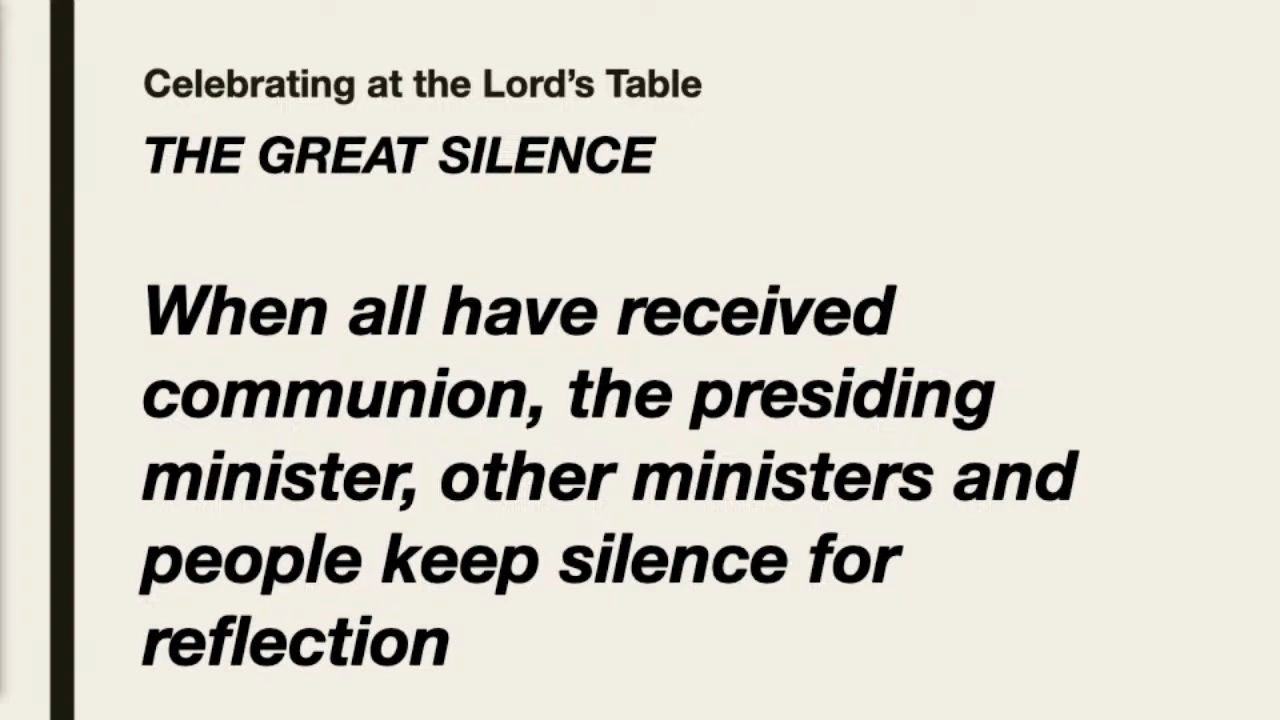 Celebrating at the Lord’s Table
THE GREAT SILENCE
When all have received
communion, the presiding
minister, other ministers and
people keep silence for
reflection